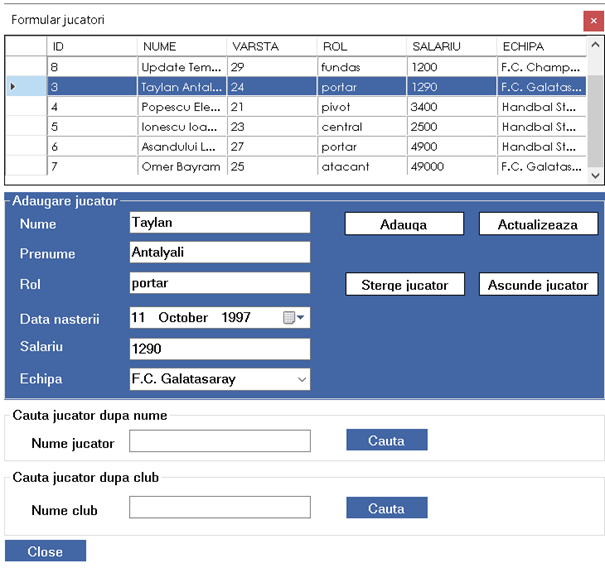 Formular jucatori
ID NUME VARSTA ROL SALARIU ECHIPA
8 Update Tem... 29 fundas 1200 F.C. Champ...
3 Taylan Antal... 24 portar 1290 F.C. Galatas...
4 Popescu Ele... 21 pivot 3400 Handbal St...
5 Ionescu Ioa... 23 central 2500 Handbal St...
6 Asandului L... 27 portar 4900 Handbal St...
7 Omer Bayram 25 atacant 49000 F.C. Galatas...
Adaugare jucator
Nume Taylan Adauga Actualizeaza
Prenume Antalyali
Rol portar Sterge jucator Ascunde jucator
Data nasterii 11 October 1997
Salariu 1290
Echipa F.C. Galatasaray
Cauta jucator dupa nume
Nume jucator Cauta
Cauta jucator dupa club
Nume club Cauta
Close